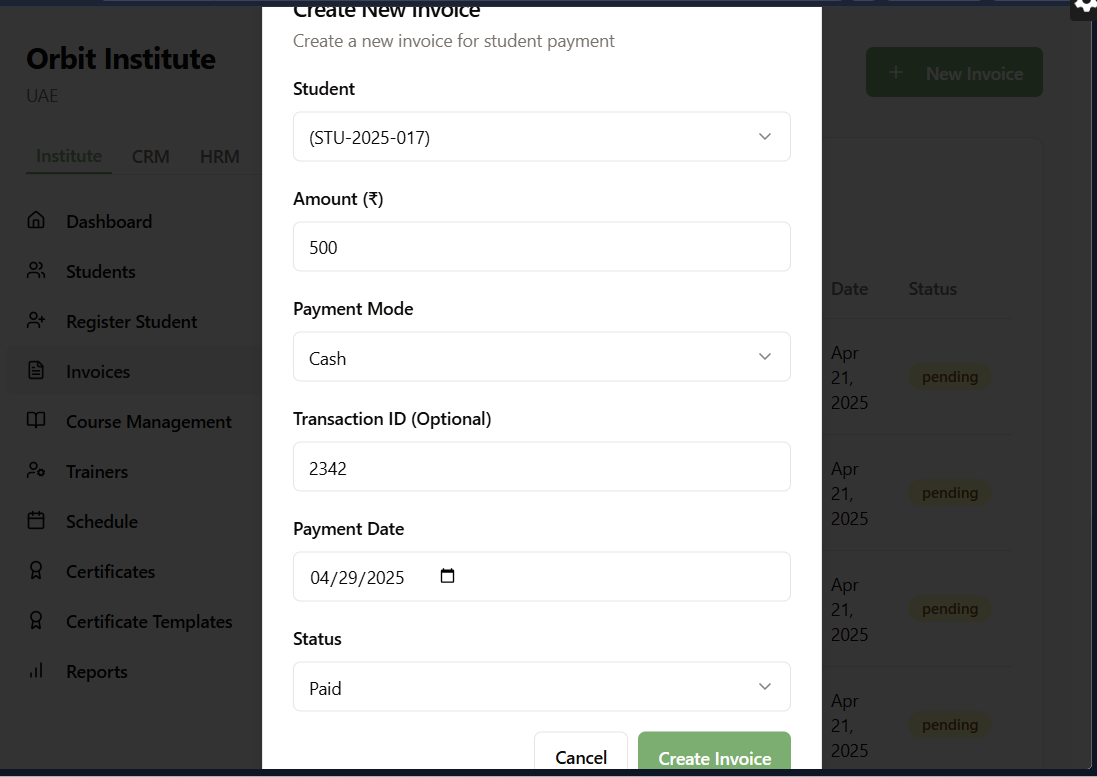 Create New Invoice
Create a new invoice for student payment
Orbit Institute
UAE
+ New Invoice
Institute CRM HRM
Dashboard
Students
Register Student
Invoices
Course Management
Trainers
Schedule
Certificates
Certificate Templates
Reports
Student
(STU-2025-017)
Amount (₹)
500
Payment Mode
Cash
Transaction ID (Optional)
2342
Payment Date
04/29/2025
Status
Paid
Cancel Create Invoice
Date Status
Apr
21,
2025
pending
Apr
21,
2025
pending
Apr
21,
2025
pending
Apr
21,
2025
pending